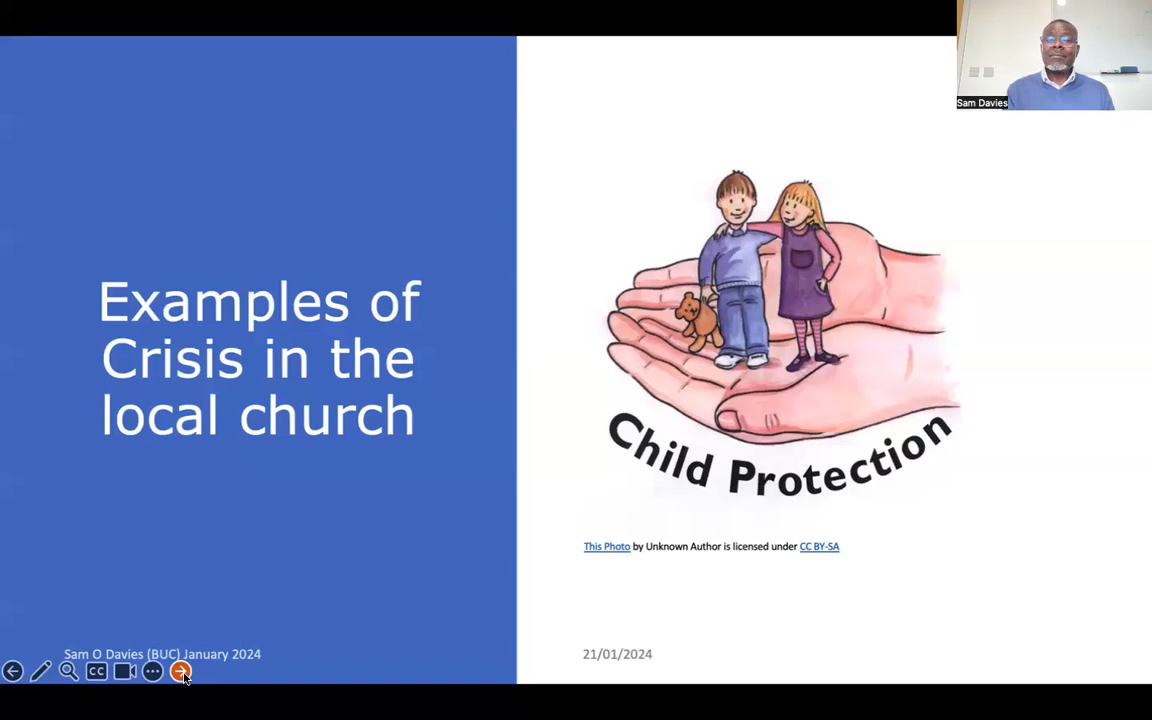 Sam Davies
Examples of
Crisis in the
local church
Child Protection
This Photo by Unknown Author is licensed under CC BY-SA
Sam O Davies (BUC) January 2024
21/01/2024
CC